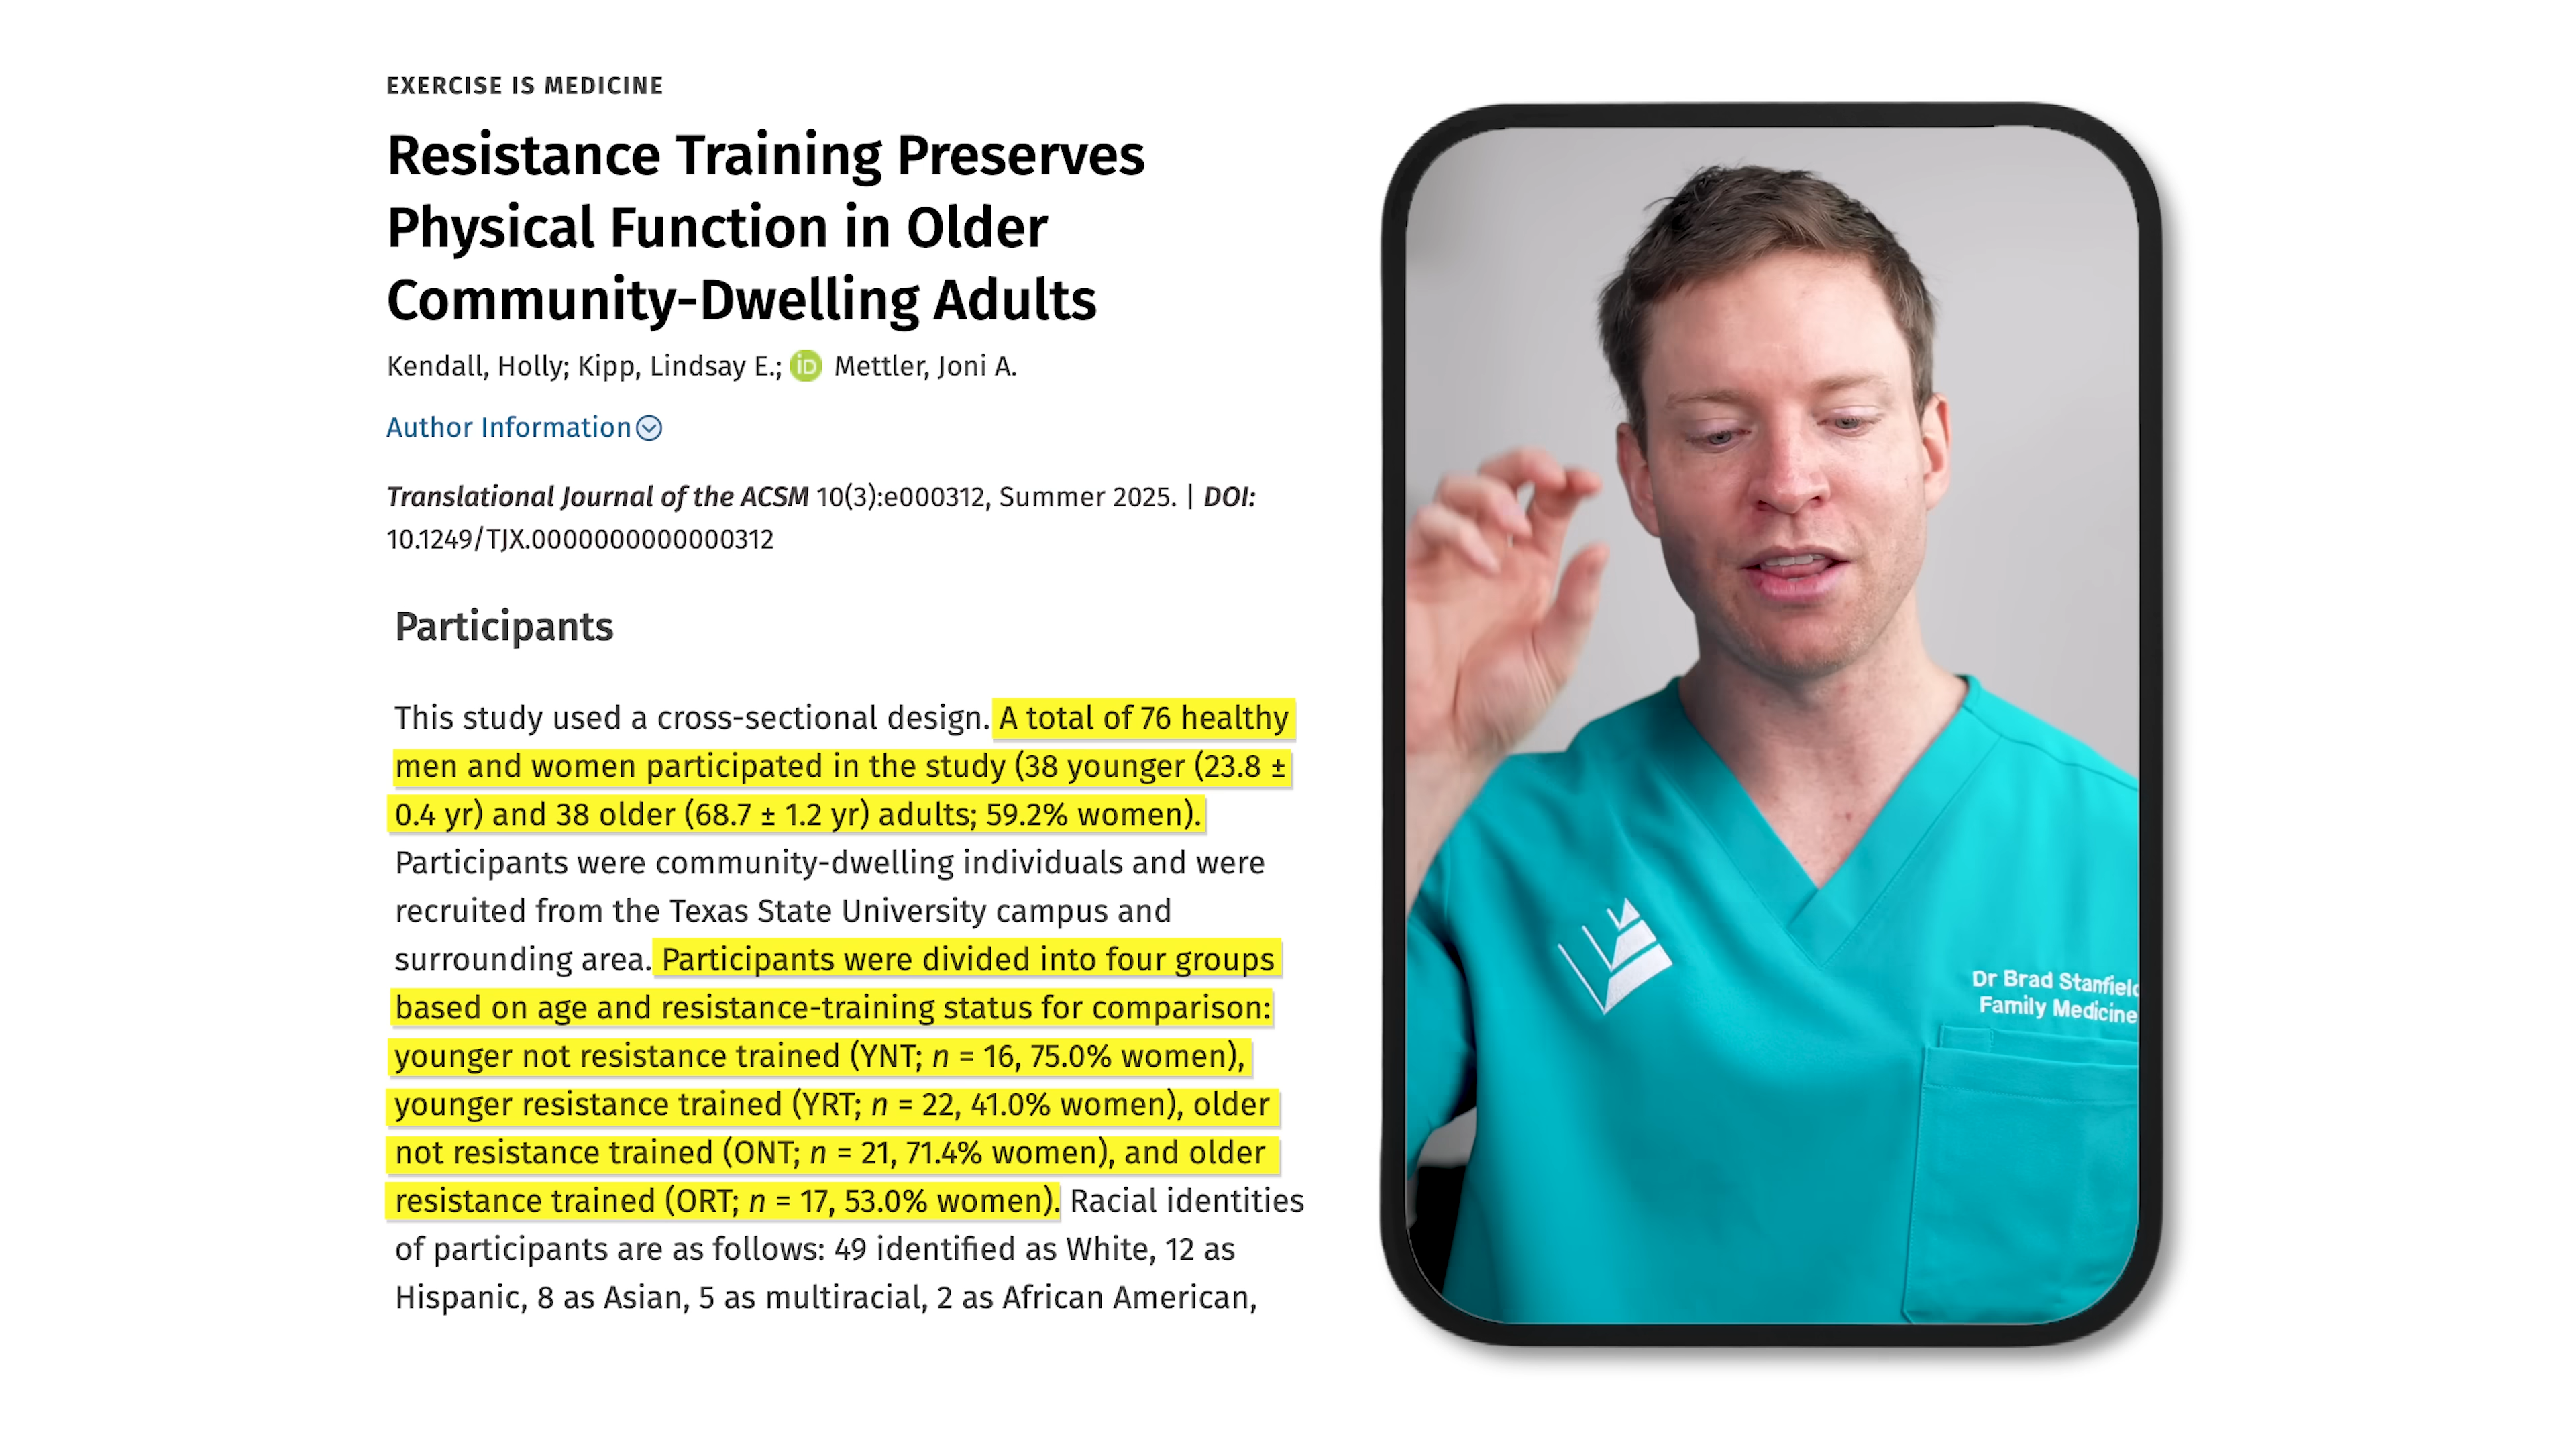 EXERCISE IS MEDICINE
Resistance Training Preserves
Physical Function in Older
Community-Dwelling Adults
Kendall, Holly; Kipp, Lindsay E.; iD Mettler, Joni A.
Author Information
Translational Journal of the ACSM 10(3):e000312, Summer 2025. | DOI:
10.1249/TJX.0000000000000312
Participants
This study used a cross-sectional design. A total of 76 healthy
men and women participated in the study (38 younger (23.8 ±
0.4 yr) and 38 older (68.7 ± 1.2 yr) adults; 59.2% women).
Participants were community-dwelling individuals and were
recruited from the Texas State University campus and
surrounding area. Participants were divided into four groups
based on age and resistance-training status for comparison:
younger not resistance trained (YNT; n = 16, 75.0% women),
younger resistance trained (YRT; n = 22, 41.0% women), older
not resistance trained (ONT; n = 21, 71.4% women), and older
resistance trained (ORT; n = 17, 53.0% women). Racial identities
of participants are as follows: 49 identified as White, 12 as
Hispanic, 8 as Asian, 5 as multiracial, 2 as African American,
Dr Brad Stanfield
Family Medicine